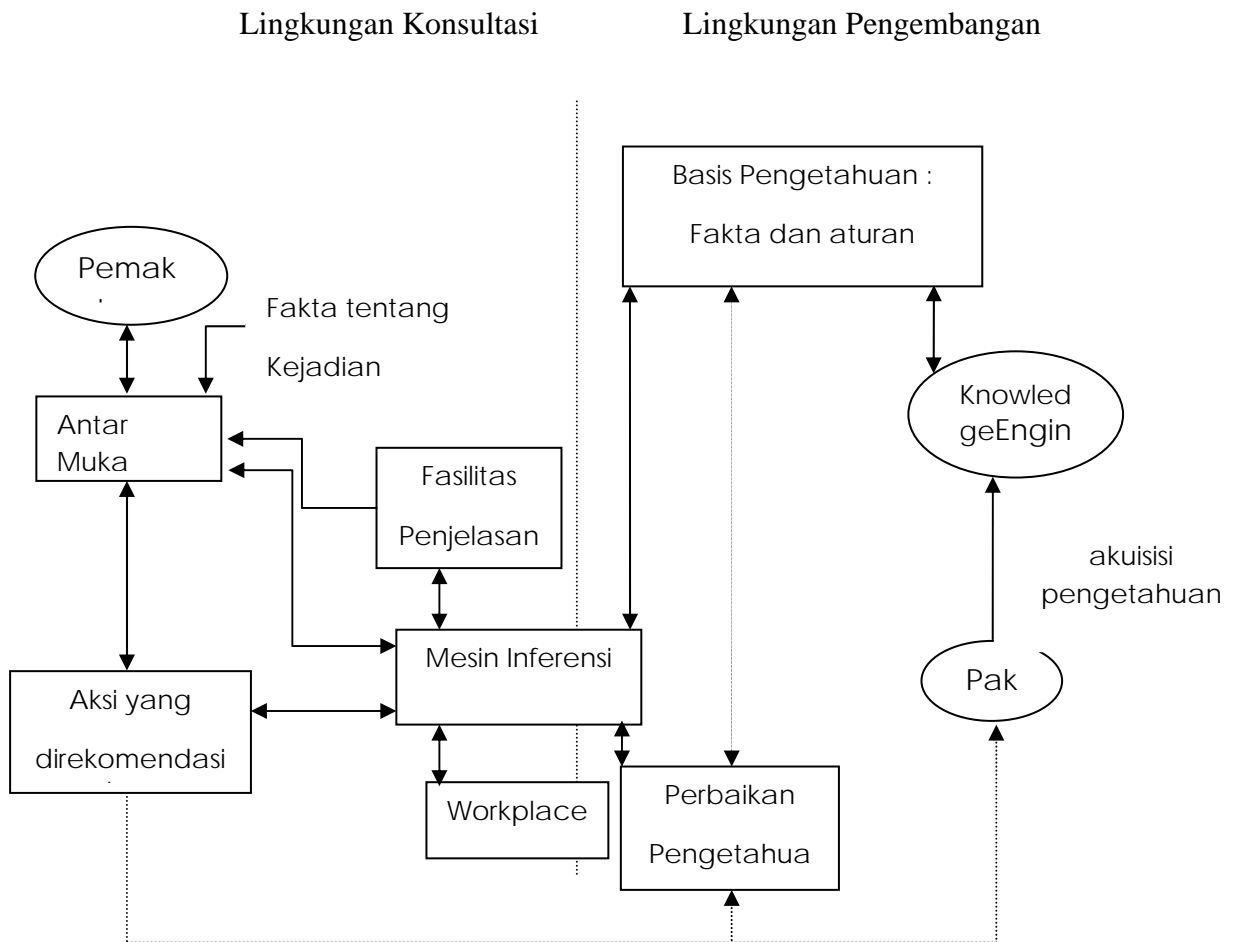 Lingkungan Konsultasi
Lingkungan Pengembangan
Basis Pengetahuan :
Fakta dan aturan
Pemak
Fakta tentang
Kejadian
Antar
Muka
Knowled
geEngin
Fasilitas
Penjelasan
akuisisi
pengetahuan
Mesin Inferensi
Pak
Aksi yang
direkomendasi
Workplace
Perbaikan
Pengetahua